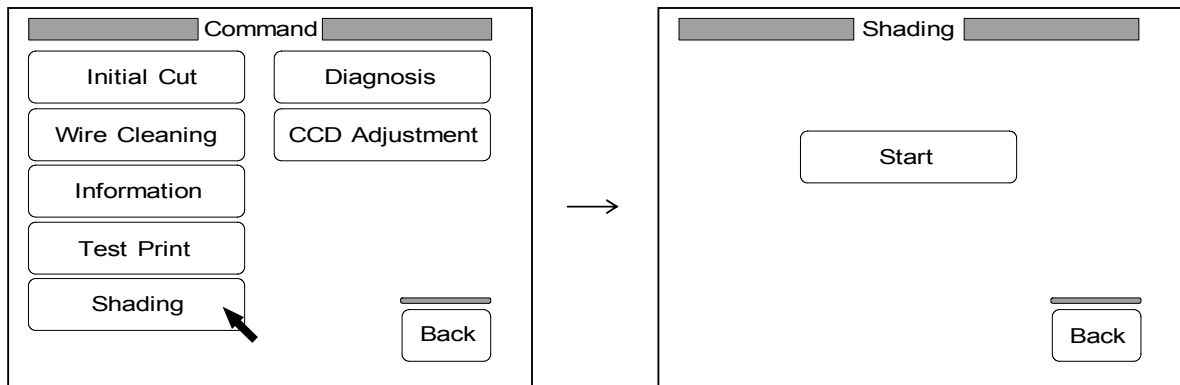 Command
Initial Cut
Diagnosis
Wire Cleaning
CCD Adjustment
Information
Test Print
Shading
Back
Shading
Start
Back